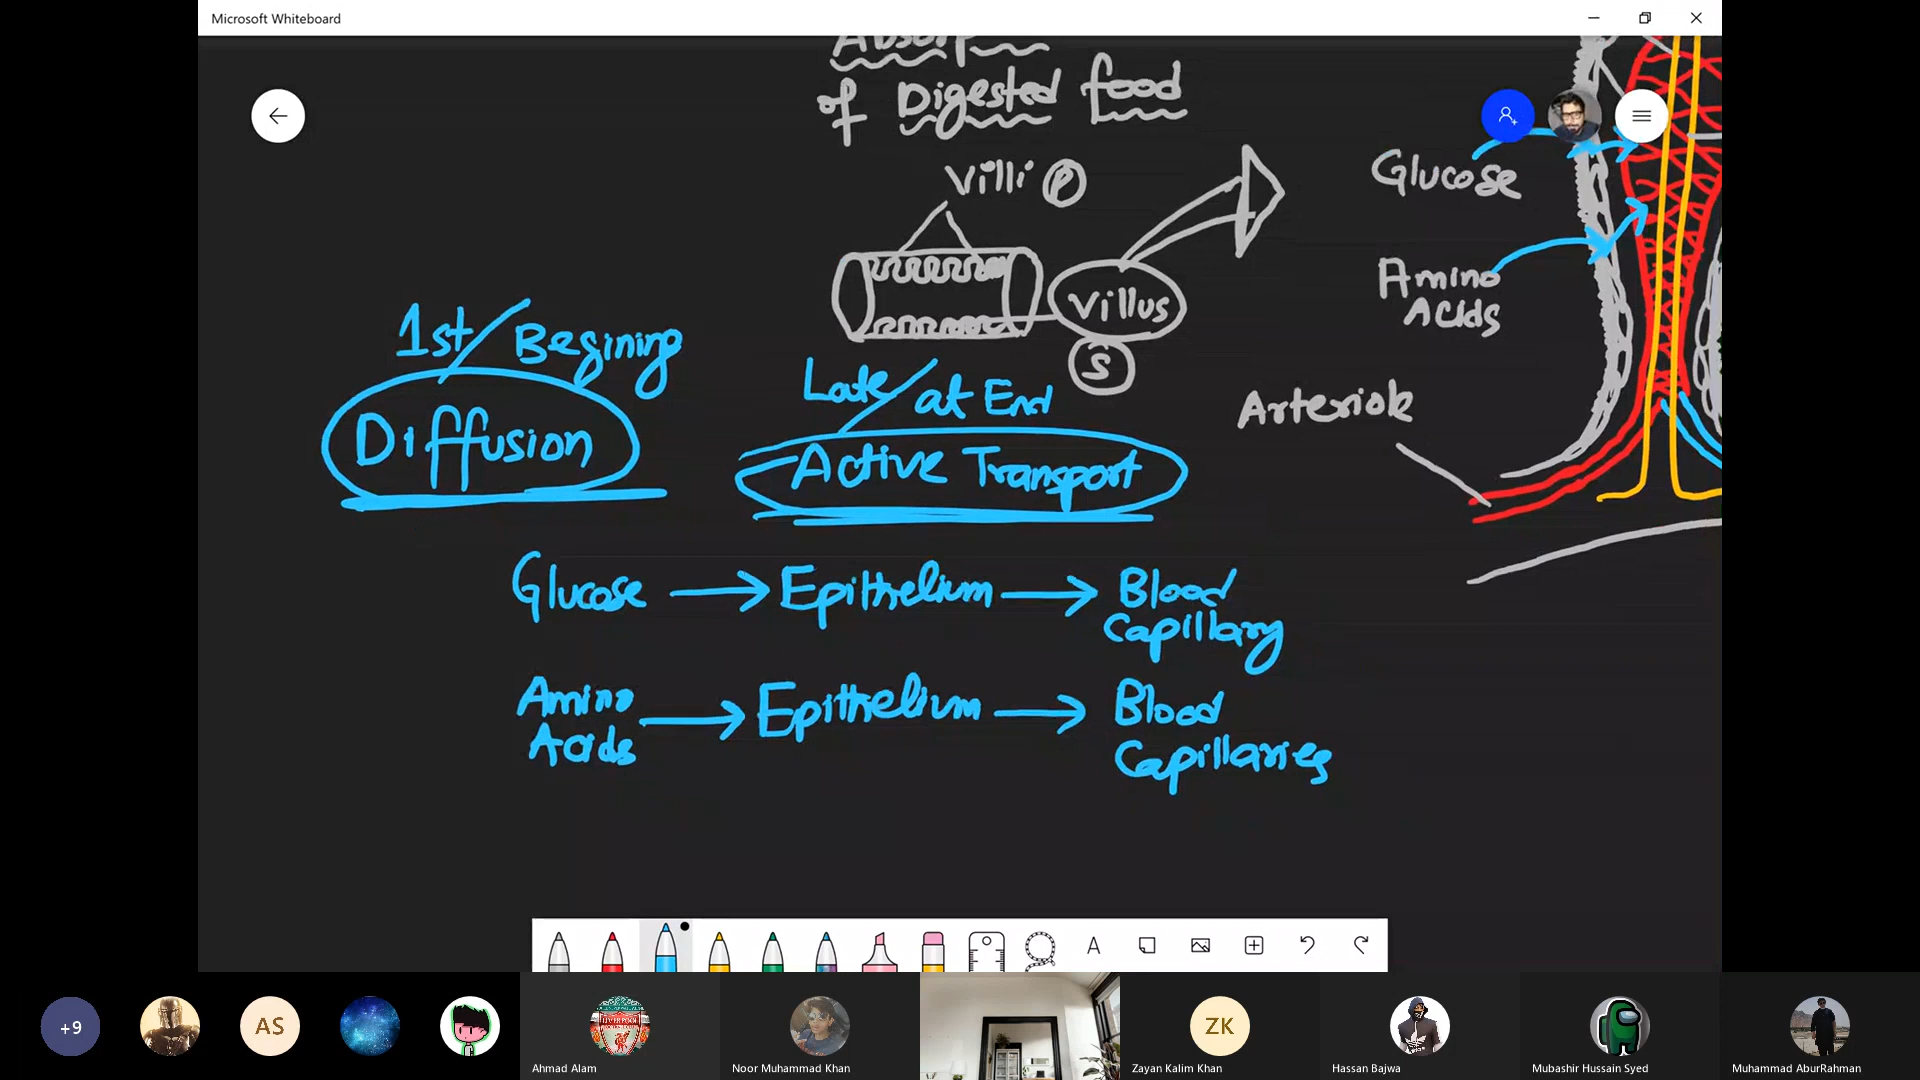 Microsoft Whiteboard
Absorp
of Digested food
Villi P
Glucose
Villus
Amino
Acids
S
1st/Begining
Late/at End
Arteriole
Diffusion
Active Transport
Glucose → Epithelium → Blood
Capillary
Amino
Acids → Epithelium → Blood
Capillaries
A
+9
AS
LIVERPOOL
ZK
Ahmad Alam
Noor Muhammad Khan
Zayan Kalim Khan
Hassan Bajwa
Mubashir Hussain Syed
Muhammad AburRahman